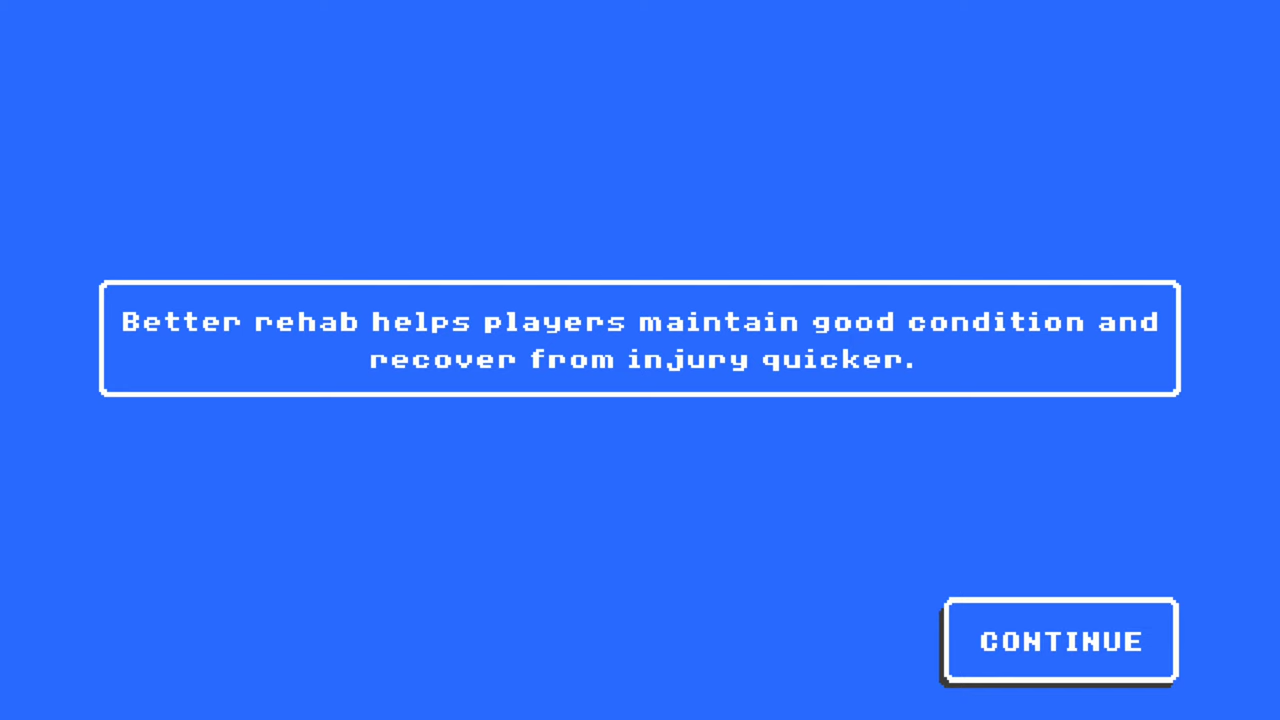 Better rehab helps players maintain good condition and
recover from injury quicker.
CONTINUE